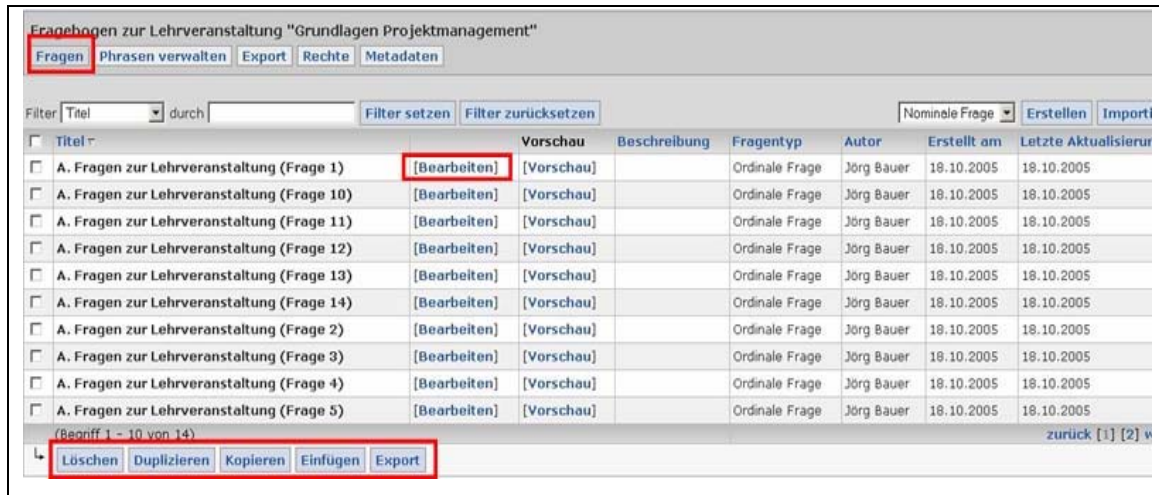 Fragebogen zur Lehrveranstaltung "Grundlagen Projektmanagement"
Fragen Phrasen verwalten Export Rechte Metadaten
Filter Titel durch Filter setzen Filter zurücksetzen Nominale Frage Erstellen Importi
Titel Vorschau Beschreibung Fragentyp Autor Erstellt am Letzte Aktualisierun
A. Fragen zur Lehrveranstaltung (Frage 1) [Bearbeiten] [Vorschau] Ordinale Frage Jörg Bauer 18.10.2005 18.10.2005
A. Fragen zur Lehrveranstaltung (Frage 10) [Bearbeiten] [Vorschau] Ordinale Frage Jörg Bauer 18.10.2005 18.10.2005
A. Fragen zur Lehrveranstaltung (Frage 11) [Bearbeiten] [Vorschau] Ordinale Frage Jörg Bauer 18.10.2005 18.10.2005
A. Fragen zur Lehrveranstaltung (Frage 12) [Bearbeiten] [Vorschau] Ordinale Frage Jörg Bauer 18.10.2005 18.10.2005
A. Fragen zur Lehrveranstaltung (Frage 13) [Bearbeiten] [Vorschau] Ordinale Frage Jörg Bauer 18.10.2005 18.10.2005
A. Fragen zur Lehrveranstaltung (Frage 14) [Bearbeiten] [Vorschau] Ordinale Frage Jörg Bauer 18.10.2005 18.10.2005
A. Fragen zur Lehrveranstaltung (Frage 2) [Bearbeiten] [Vorschau] Ordinale Frage Jörg Bauer 18.10.2005 18.10.2005
A. Fragen zur Lehrveranstaltung (Frage 3) [Bearbeiten] [Vorschau] Ordinale Frage Jörg Bauer 18.10.2005 18.10.2005
A. Fragen zur Lehrveranstaltung (Frage 4) [Bearbeiten] [Vorschau] Ordinale Frage Jörg Bauer 18.10.2005 18.10.2005
A. Fragen zur Lehrveranstaltung (Frage 5) [Bearbeiten] [Vorschau] Ordinale Frage Jörg Bauer 18.10.2005 18.10.2005
(Begriff 1 - 10 von 14) zurück [1] [2] w
Löschen Duplizieren Kopieren Einfügen Export